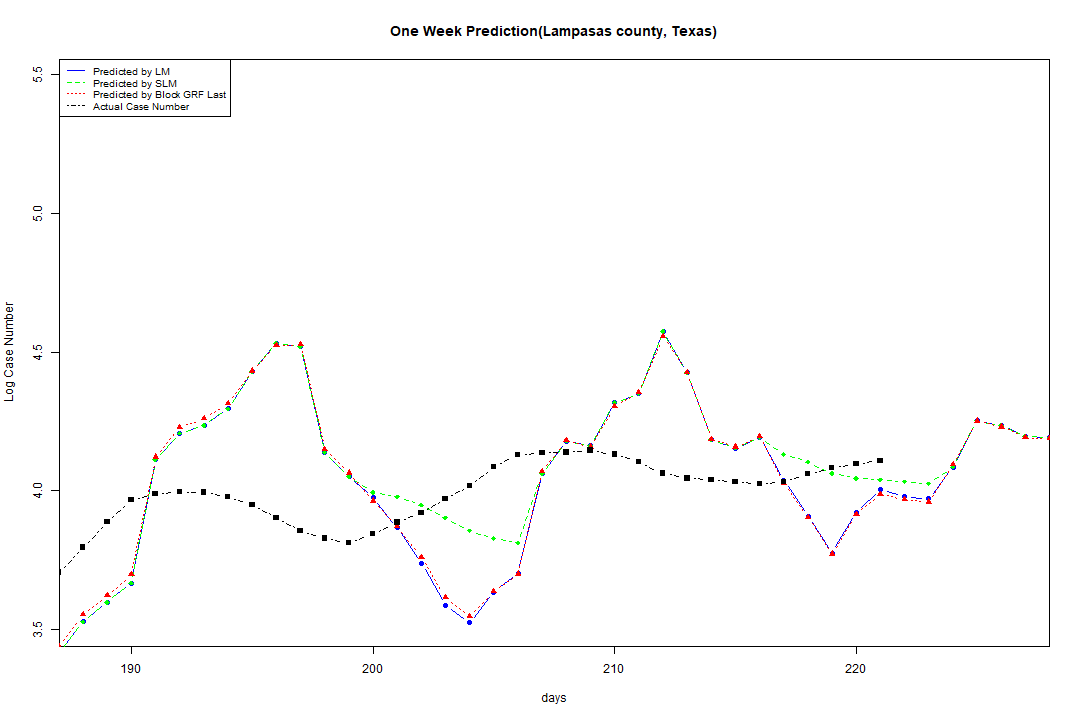 One Week Prediction(Lampasas county, Texas)
Predicted by LM
Predicted by SLM
Predicted by Block GRF Last
Actual Case Number
5.5
5.0
4.5
4.0
3.5
Log Case Number
190
200
210
220
days